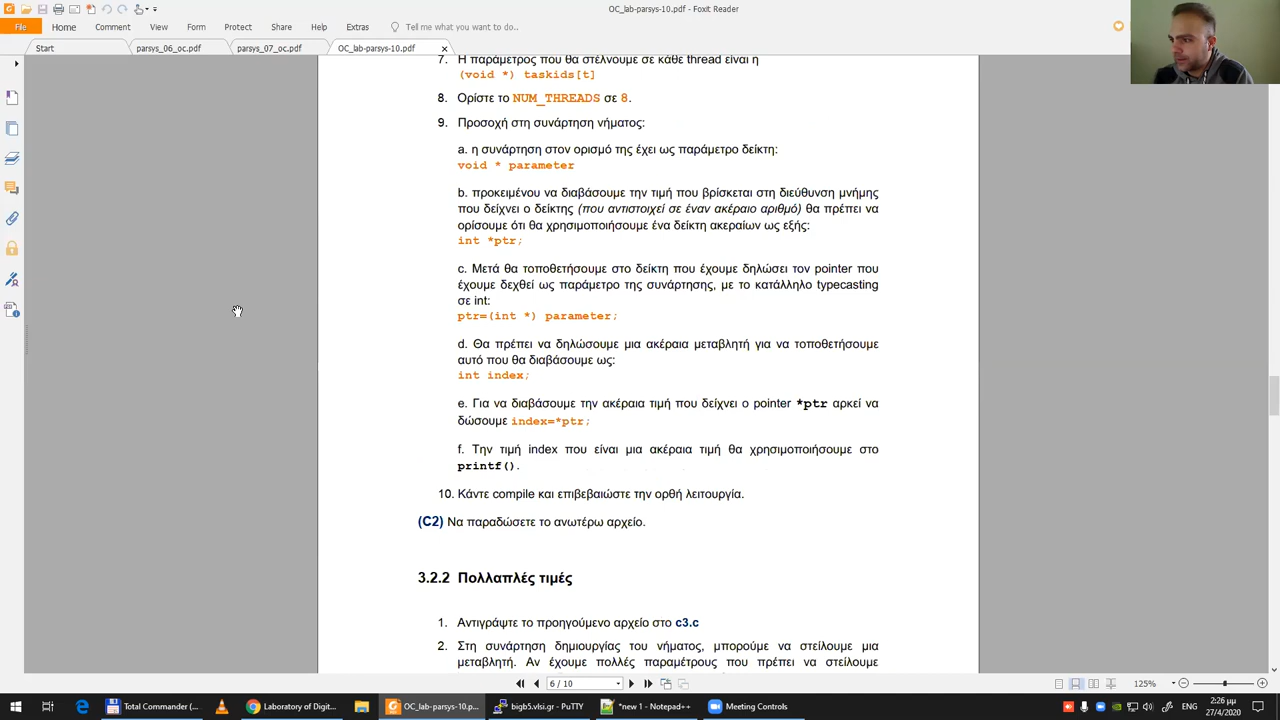 OC_lab-parsys-10.pdf - Foxit Reader
File Home Comment View Form Protect Share Help Extras Tell me what you want to do...
Start parsys_06_oc.pdf parsys_07_oc.pdf OC_lab-parsys-10.pdf
7. Η παράμετρος που θα στέλνουμε σε κάθε thread είναι η
(void *) taskids[t]
8. Ορίστε το NUM_THREADS σε 8.
9. Προσοχή στη συνάρτηση νήματος:
a. η συνάρτηση στον ορισμό της έχει ως παράμετρο δείκτη:
void * parameter
b. προκειμένου να διαβάσουμε την τιμή που βρίσκεται στη διεύθυνση μνήμης
που δείχνει ο δείκτης (που αντιστοιχεί σε έναν ακέραιο αριθμό) θα πρέπει να
ορίσουμε ότι θα χρησιμοποιήσουμε ένα δείκτη ακεραίων ως εξής:
int *ptr;
c. Μετά θα τοποθετήσουμε στο δείκτη που έχουμε δηλώσει τον pointer που
έχουμε δεχθεί ως παράμετρο της συνάρτησης, με το κατάλληλο typecasting
σε int:
ptr=(int *) parameter;
d. Θα πρέπει να δηλώσουμε μια ακέραια μεταβλητή για να τοποθετήσουμε
αυτό που θα διαβάσουμε ως:
int index;
e. Για να διαβάσουμε την ακέραια τιμή που δείχνει ο pointer *ptr αρκεί να
δώσουμε index=*ptr;
f. Την τιμή index που είναι μια ακέραια τιμή θα χρησιμοποιήσουμε στο
printf().
10. Κάντε compile και επιβεβαιώστε την ορθή λειτουργία.
(C2) Να παραδώσετε το ανωτέρω αρχείο.
3.2.2 Πολλαπλές τιμές
1. Αντιγράψτε το προηγούμενο αρχείο στο c3.c
2. Στη συνάρτηση δημιουργίας του νήματος, μπορούμε να στείλουμε μια
μεταβλητή. Αν έχουμε πολλές παραμέτρους που πρέπει να στείλουμε
6 / 10 125%
Total Commander (... Laboratory of Digit... OC_lab-parsys-10.p... bigb5.vlsi.gr - PuTTY *new 1 - Notepad++ Meeting Controls 2:26 μμ
27/4/2020